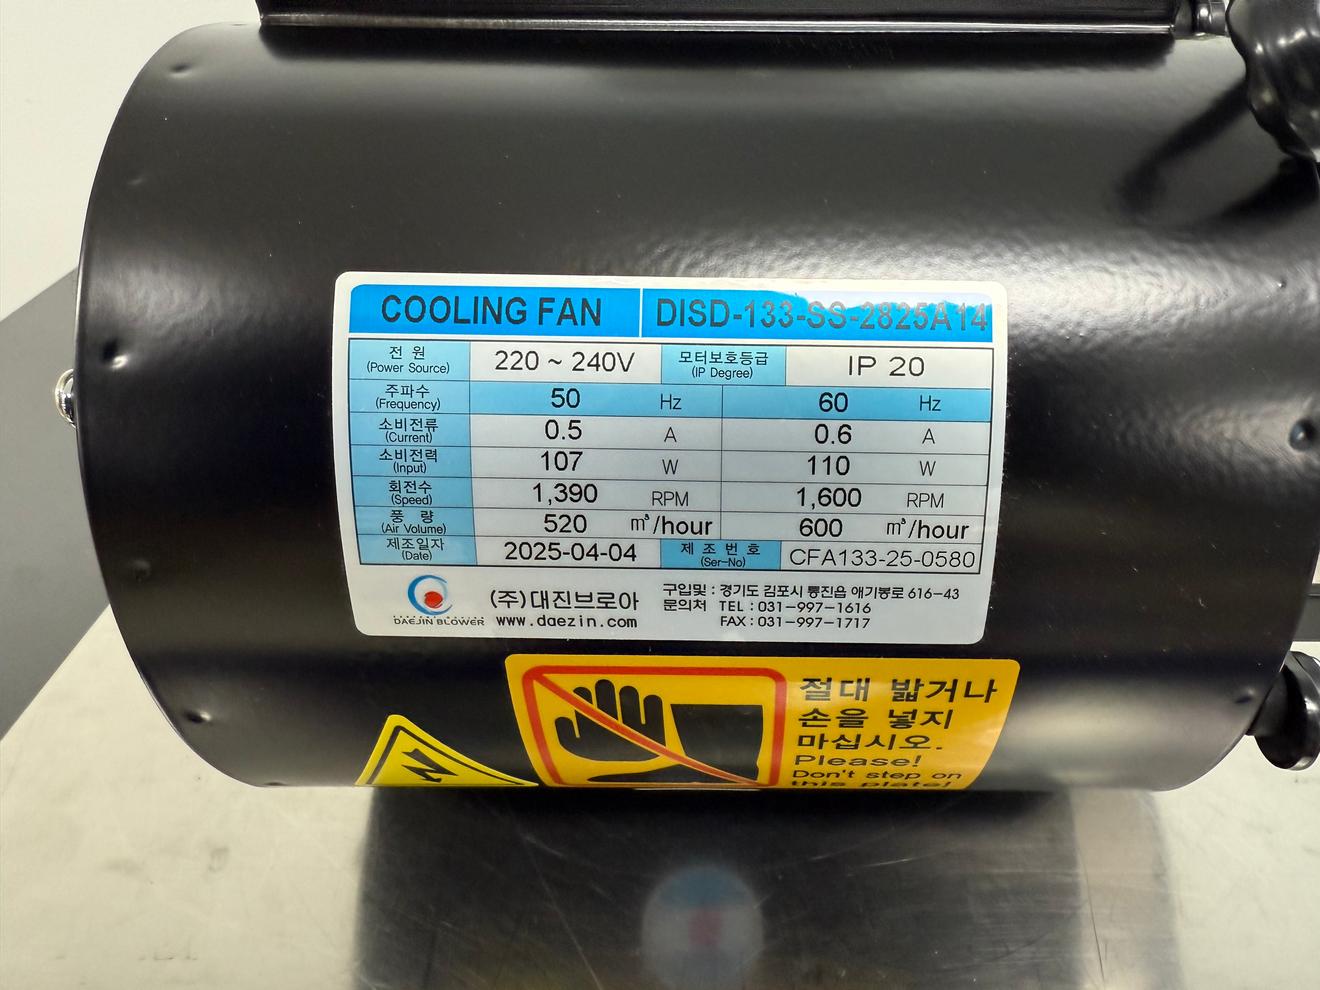 COOLING FAN DISD-133-SS-2825A14
전 원 (Power Source) 220 ~ 240V 모터보호등급 (IP Degree) IP 20
주파수 (Frequency) 50 Hz 60 Hz
소비전류 (Current) 0.5 A 0.6 A
소비전력 (Input) 107 W 110 W
회전수 (Speed) 1,390 RPM 1,600 RPM
풍 량 (Air Volume) 520 m³/hour 600 m³/hour
제조일자 (Date) 2025-04-04 제 조 번 호 (Ser-No) CFA133-25-0580
DAEJIN BLOWER
(주)대진브로아
www.daezin.com
구입및 : 경기도 김포시 통진읍 애기봉로 616-43
문의처 TEL : 031-997-1616
FAX : 031-997-1717
절대 밟거나
손을 넣지
마십시오.
Please!
Don't step on
this plate!